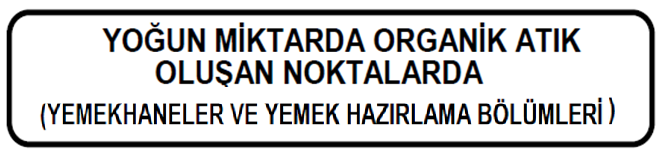 YOĞUN MİKTARDA ORGANİK ATIK
OLUŞAN NOKTALARDA
(YEMEKHANELER VE YEMEK HAZIRLAMA BÖLÜMLERİ)